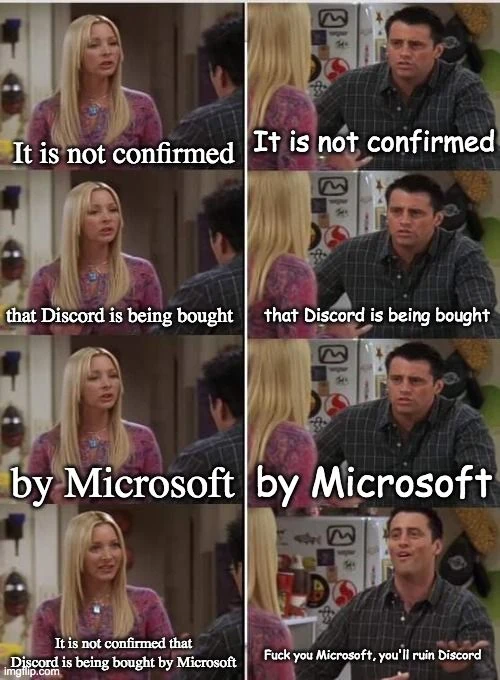 It is not confirmed
It is not confirmed
that Discord is being bought
that Discord is being bought
by Microsoft
by Microsoft
It is not confirmed that
Discord is being bought by Microsoft
Fuck you Microsoft, you'll ruin Discord
imgflip.com